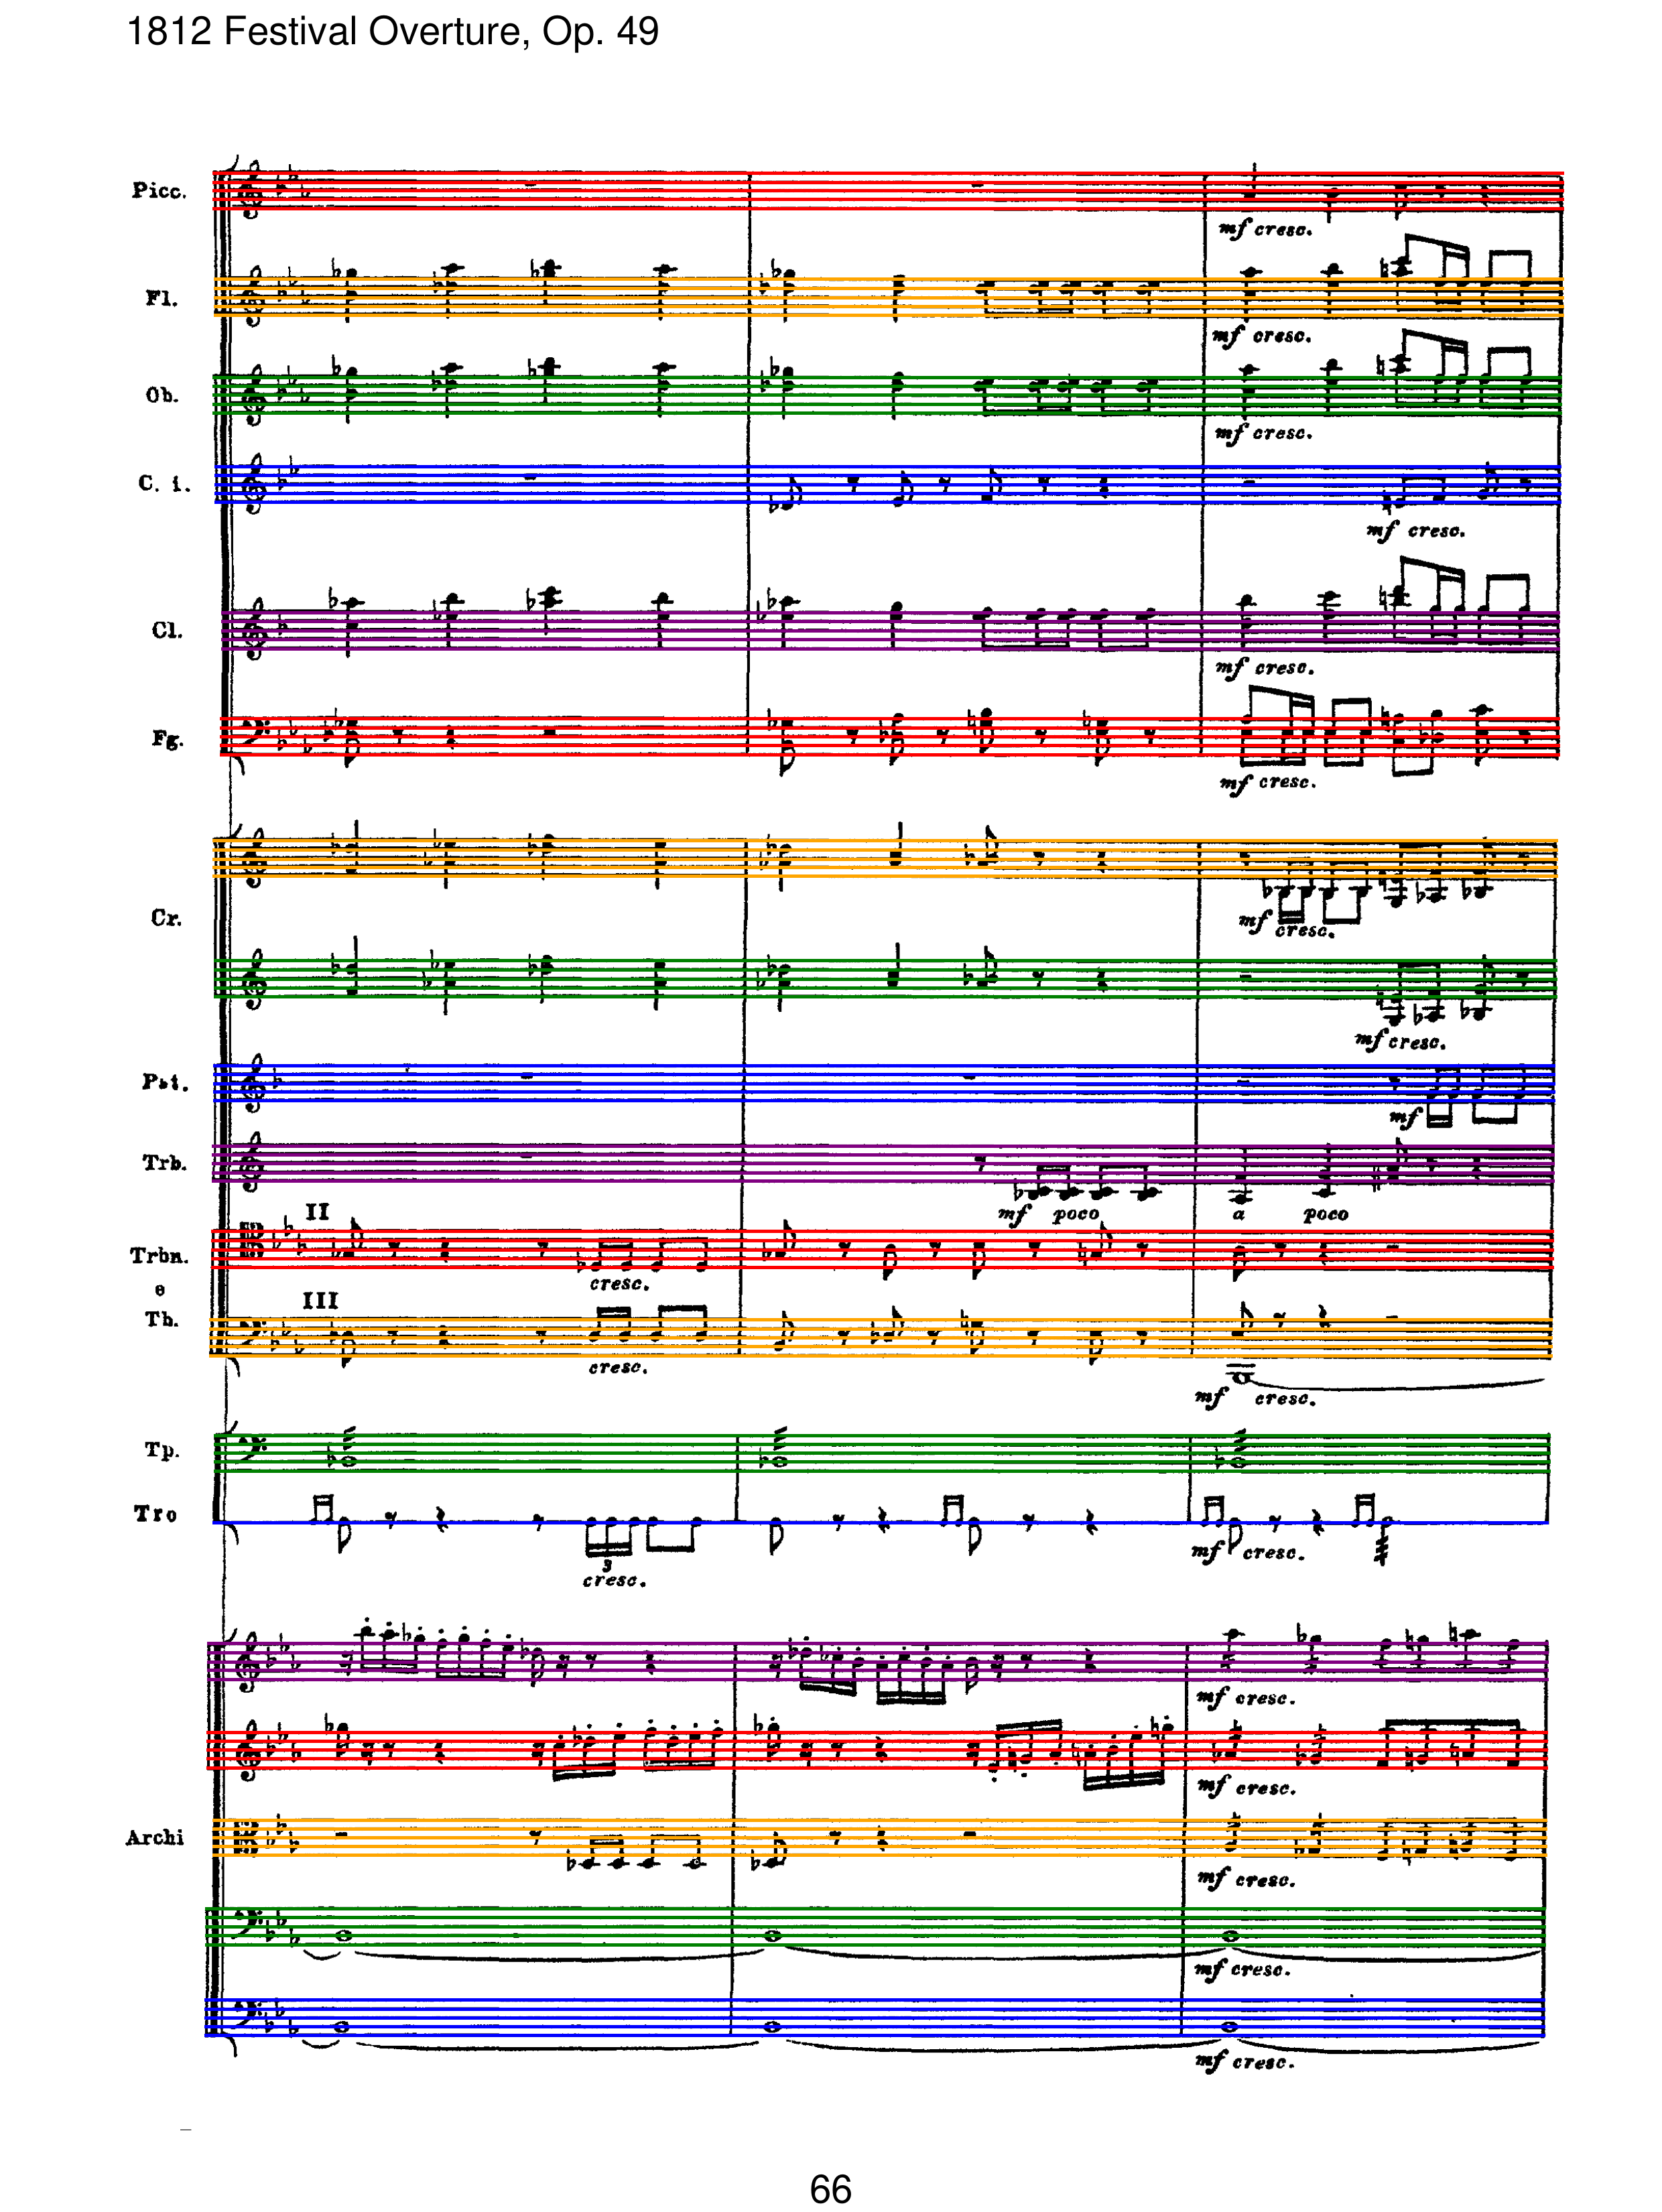 1812 Festival Overture, Op. 49
Picc.
mf cresc.
Fl.
mf cresc.
Ob.
mf cresc.
C. i.
mf cresc.
Cl.
mf cresc.
Fg.
mf cresc.
Cr.
mf cresc.
mf cresc.
Pst.
mf
Trb.
mf poco a poco
II
Trbn.
cresc.
e
III
Tb.
cresc.
mf cresc.
Tp.
Tro
mf cresc.
3
cresc.
mf cresc.
mf cresc.
Archi
mf cresc.
mf cresc.
mf cresc.
66